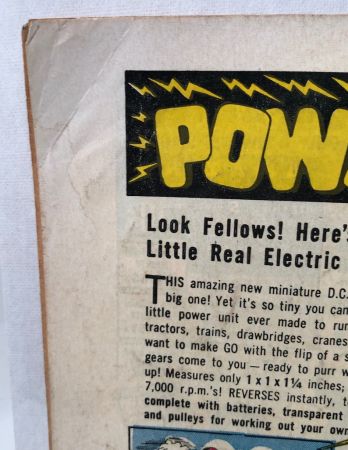 POW
Look Fellows! Here's
Little Real Electric
THIS amazing new miniature D.C.
big one! Yet it's so tiny you can
little power unit ever made to run
tractors, trains, drawbridges, cranes
want to make GO with the flip of a s
gears come to you — ready to purr w
up! Measures only 1 x 1 x 1¼ inches;
7,000 r.p.m.'s! REVERSES instantly, t
complete with batteries, transparent
and pulleys for working out your own